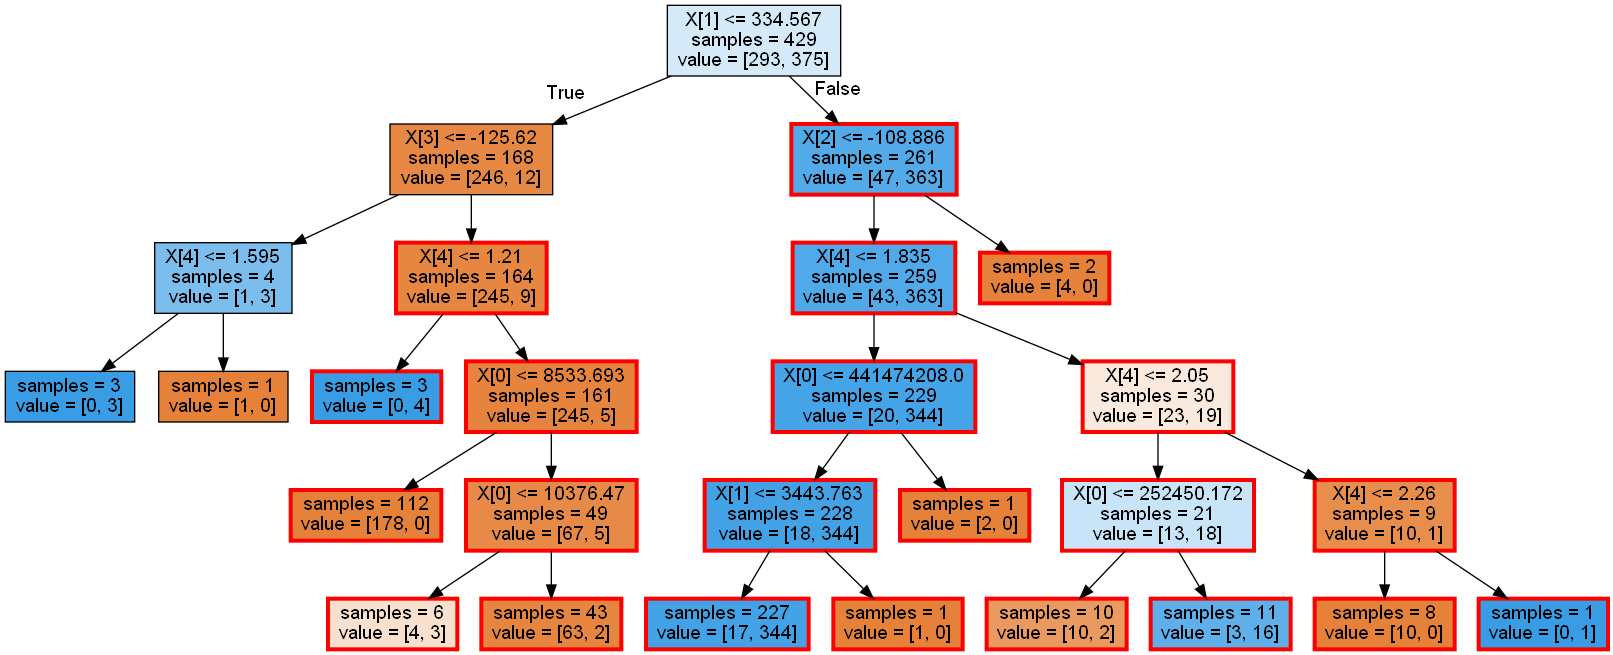 X[1] <= 334.567
samples = 429
value = [293, 375]
True
False
X[3] <= -125.62
samples = 168
value = [246, 12]
X[2] <= -108.886
samples = 261
value = [47, 363]
X[4] <= 1.595
samples = 4
value = [1, 3]
X[4] <= 1.21
samples = 164
value = [245, 9]
X[4] <= 1.835
samples = 259
value = [43, 363]
samples = 2
value = [4, 0]
samples = 3
value = [0, 3]
samples = 1
value = [1, 0]
samples = 3
value = [0, 4]
X[0] <= 8533.693
samples = 161
value = [245, 5]
X[0] <= 441474208.0
samples = 229
value = [20, 344]
X[4] <= 2.05
samples = 30
value = [23, 19]
samples = 112
value = [178, 0]
X[0] <= 10376.47
samples = 49
value = [67, 5]
X[1] <= 3443.763
samples = 228
value = [18, 344]
samples = 1
value = [2, 0]
X[0] <= 252450.172
samples = 21
value = [13, 18]
X[4] <= 2.26
samples = 9
value = [10, 1]
samples = 6
value = [4, 3]
samples = 43
value = [63, 2]
samples = 227
value = [17, 344]
samples = 1
value = [1, 0]
samples = 10
value = [10, 2]
samples = 11
value = [3, 16]
samples = 8
value = [10, 0]
samples = 1
value = [0, 1]